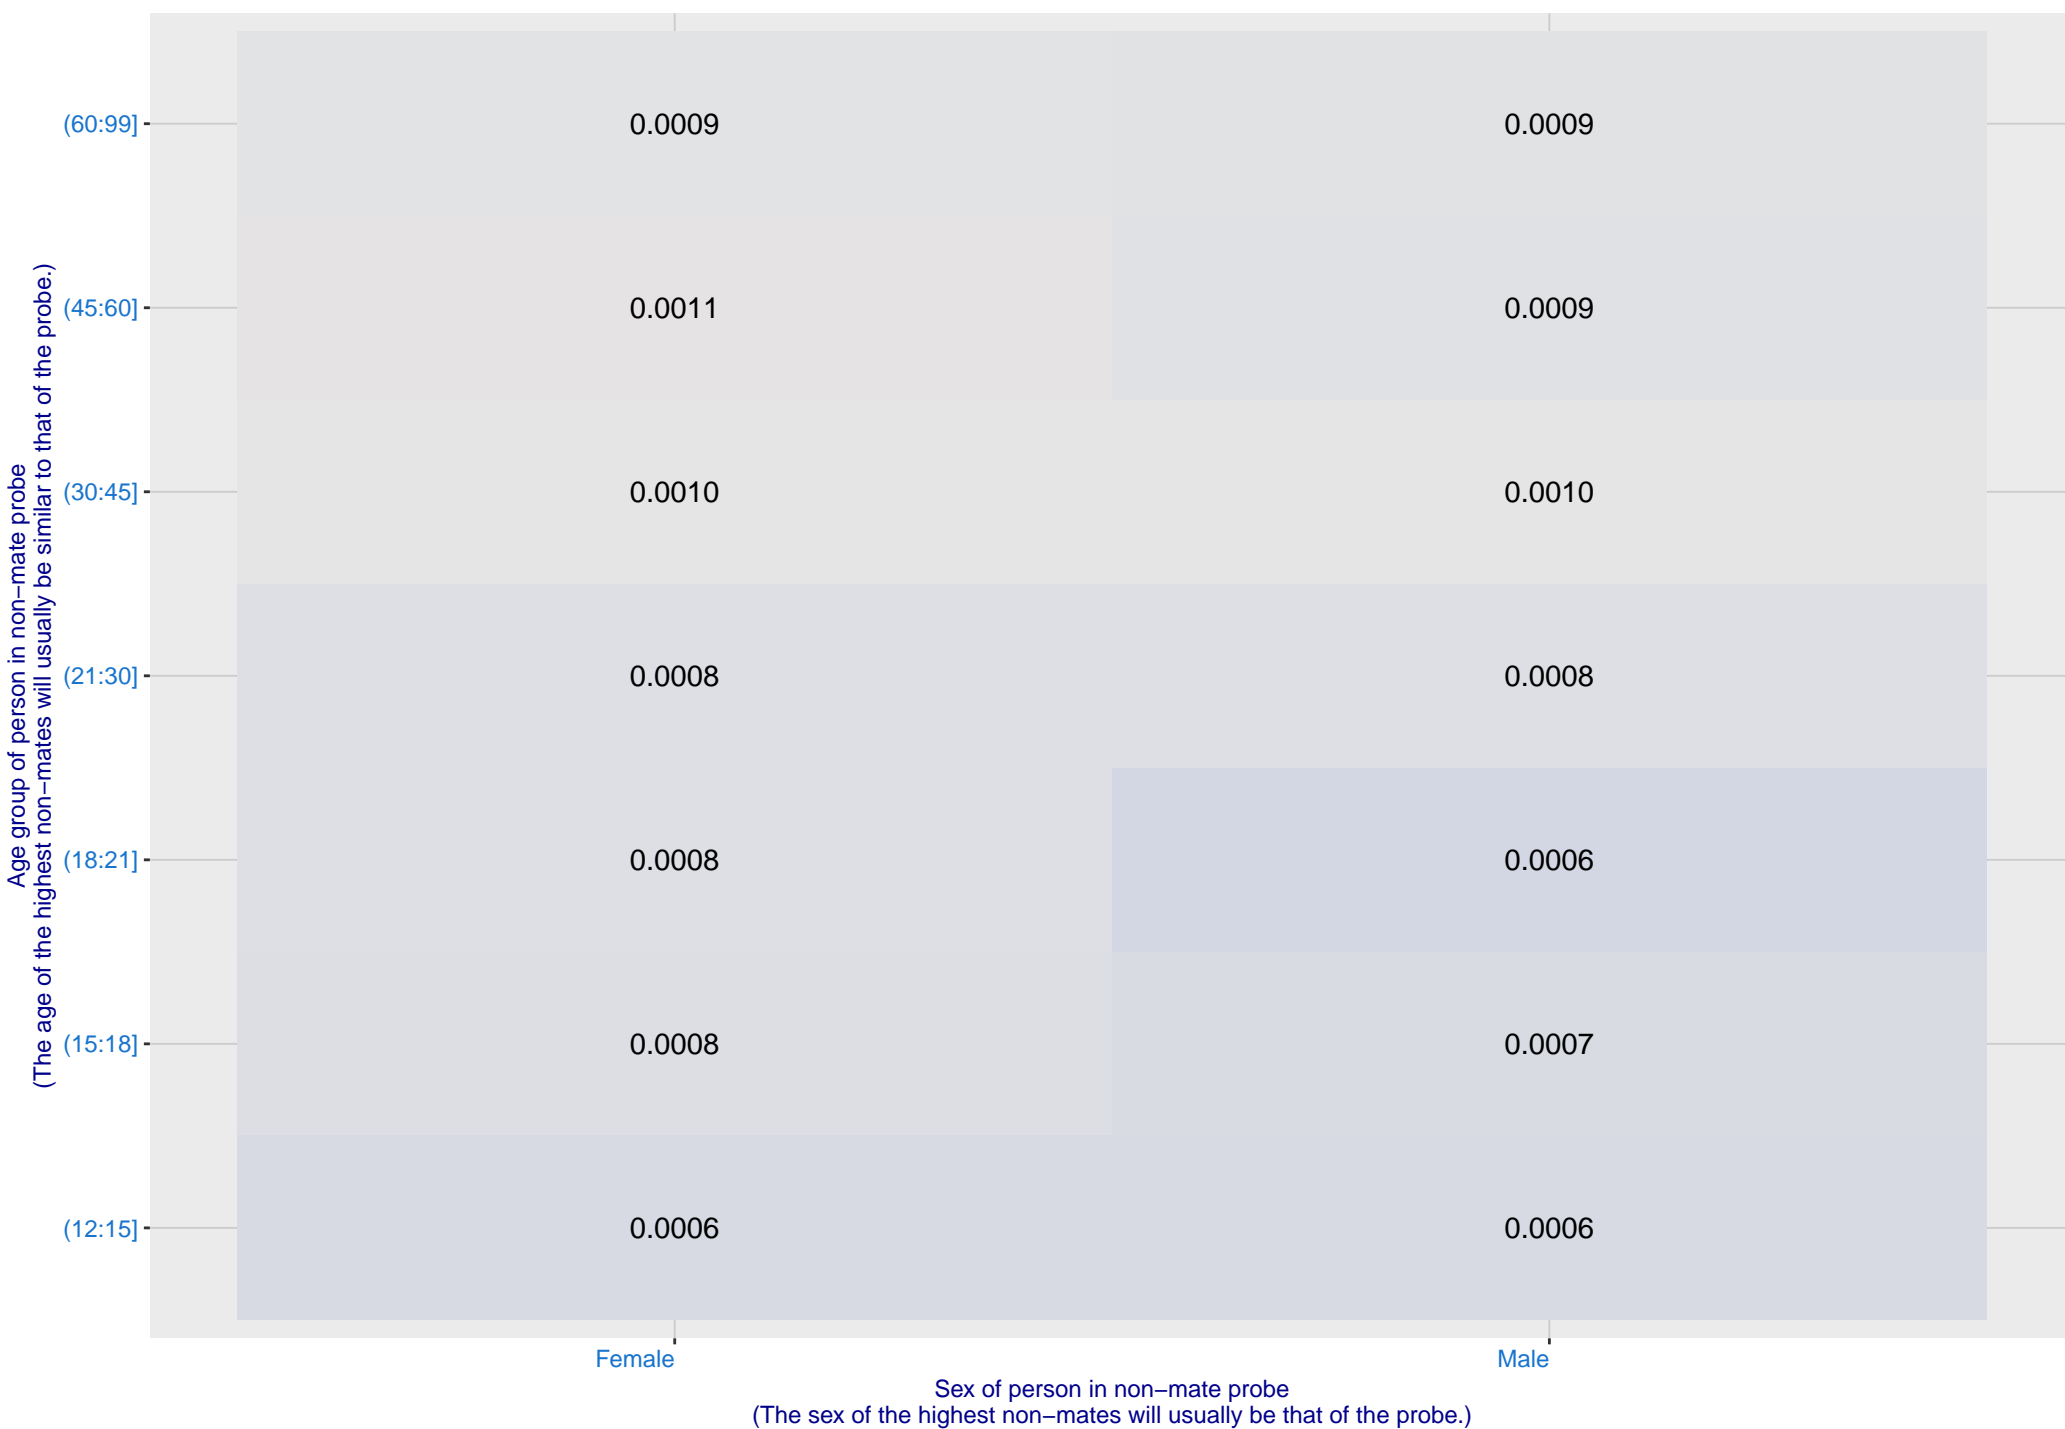 Age group of person in non−mate probe
(The age of the highest non−mates will usually be similar to that of the probe.)
(60:99] 0.0009 0.0009
(45:60] 0.0011 0.0009
(30:45] 0.0010 0.0010
(21:30] 0.0008 0.0008
(18:21] 0.0008 0.0006
(15:18] 0.0008 0.0007
(12:15] 0.0006 0.0006
Female Male
Sex of person in non−mate probe
(The sex of the highest non−mates will usually be that of the probe.)